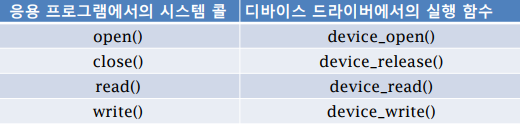 응용 프로그램에서의 시스템 콜 디바이스 드라이버에서의 실행 함수
open() device_open()
close() device_release()
read() device_read()
write() device_write()